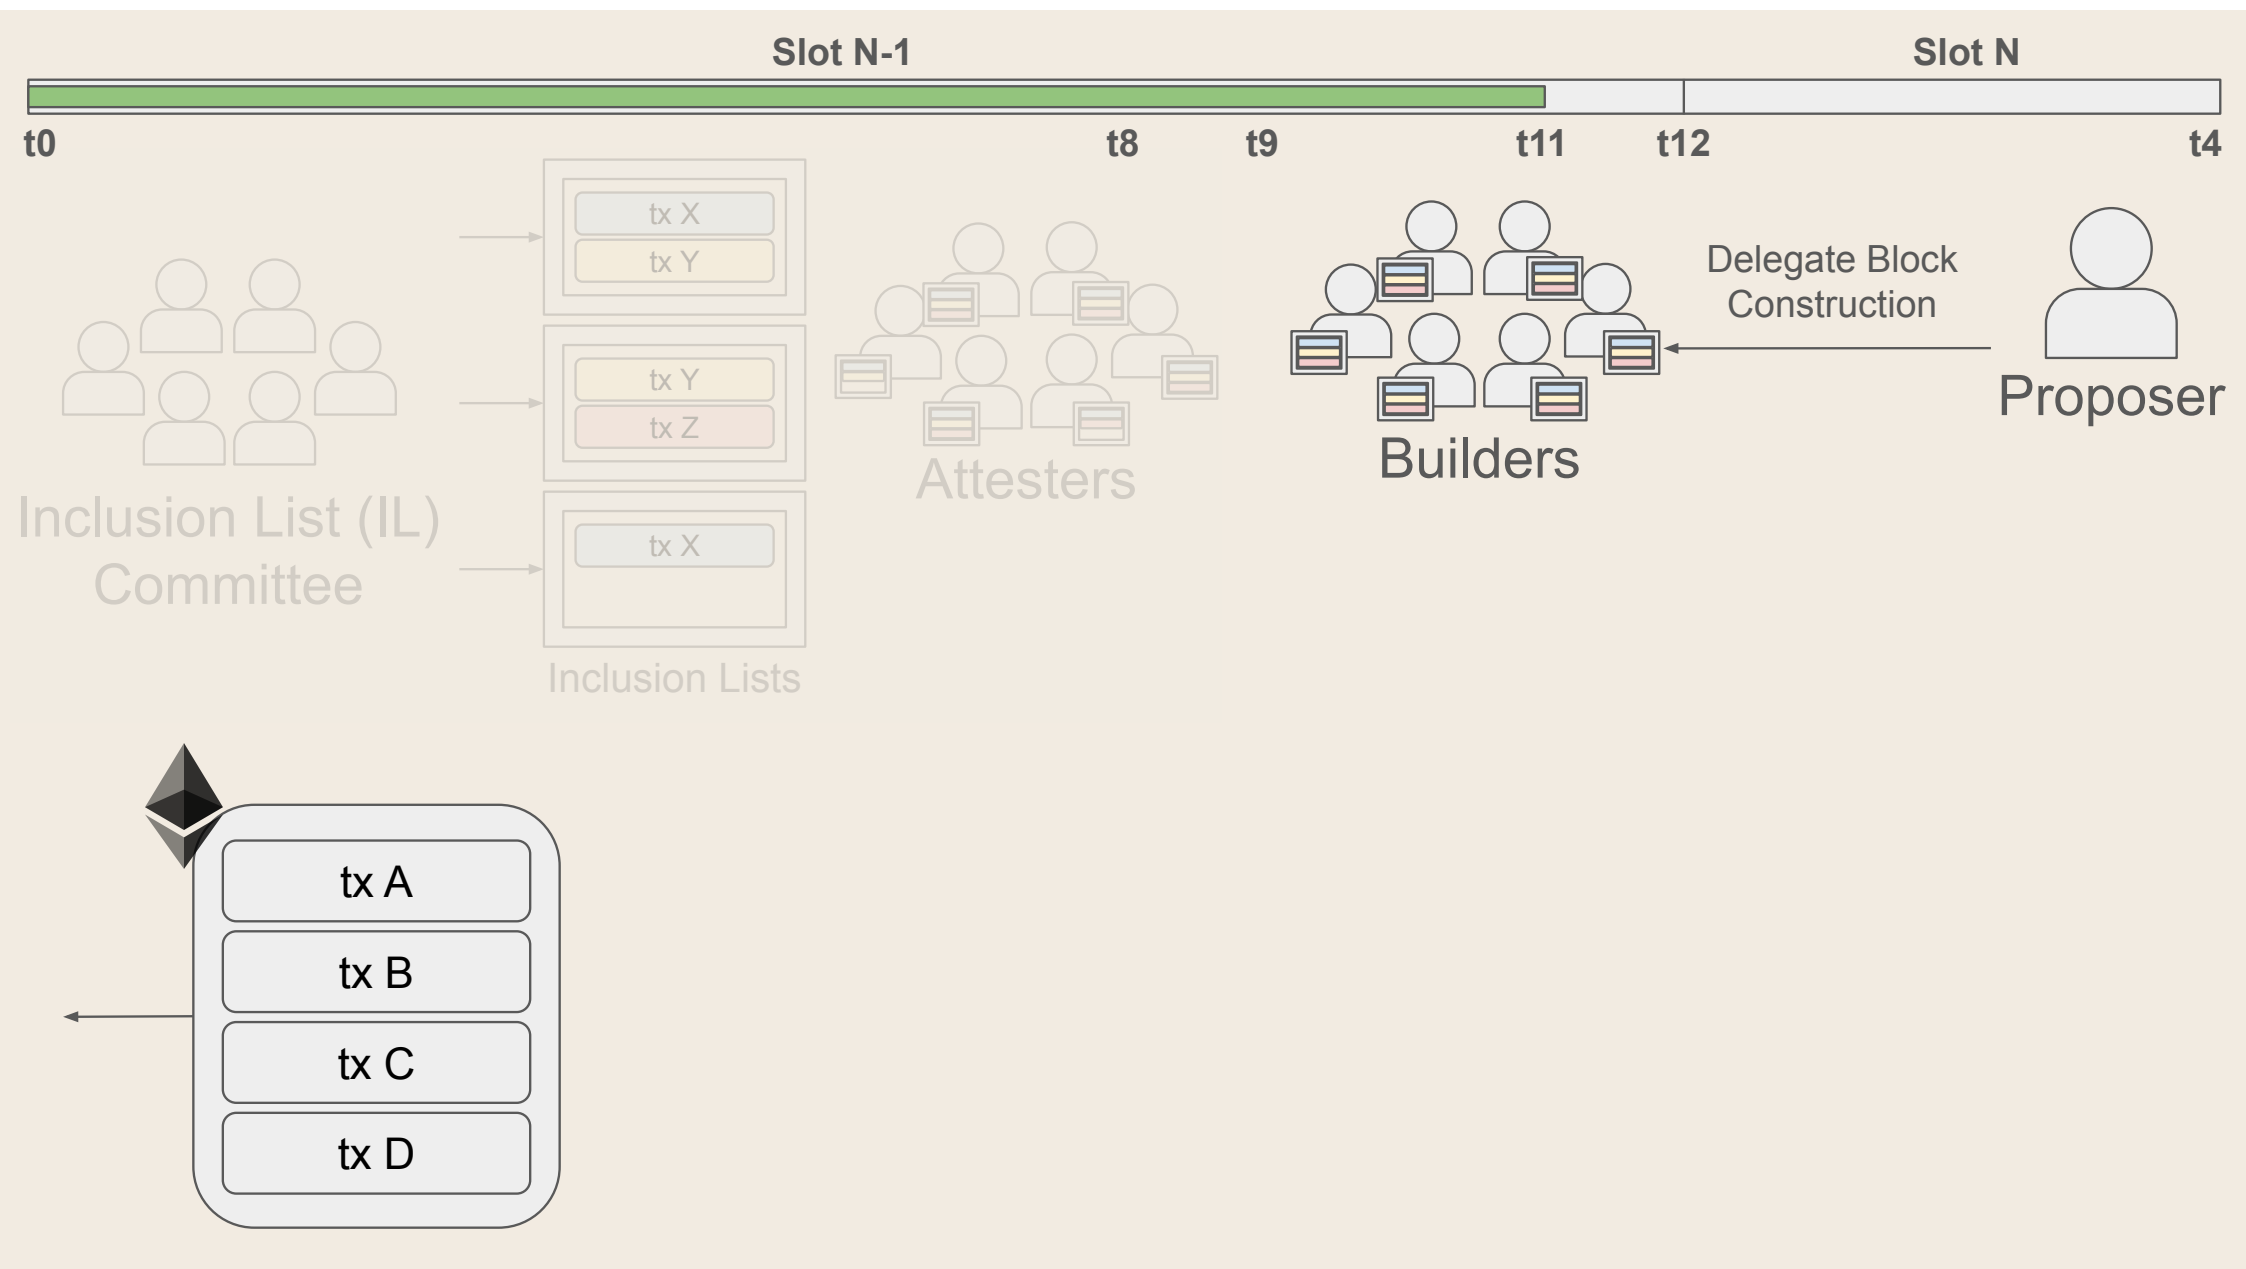 Slot N-1
Slot N
t0
t8
t9
t11
t12
t4
tx X
tx Y
tx Y
tx Z
tx X
Inclusion List (IL)
Committee
Inclusion Lists
Attesters
Builders
Delegate Block
Construction
Proposer
tx A
tx B
tx C
tx D